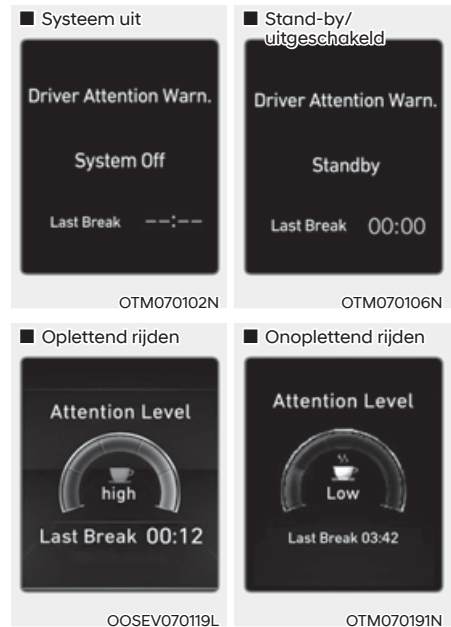 ■ Systeem uit
Driver Attention Warn.
System Off
Last Break --:--
OTM070102N
■ Stand-by/
uitgeschakeld
Driver Attention Warn.
Standby
Last Break 00:00
OTM070106N
■ Oplettend rijden
Attention Level
high
Last Break 00:12
OOSEV070119L
■ Onoplettend rijden
Attention Level
Low
Last Break 03:42
OTM070191N